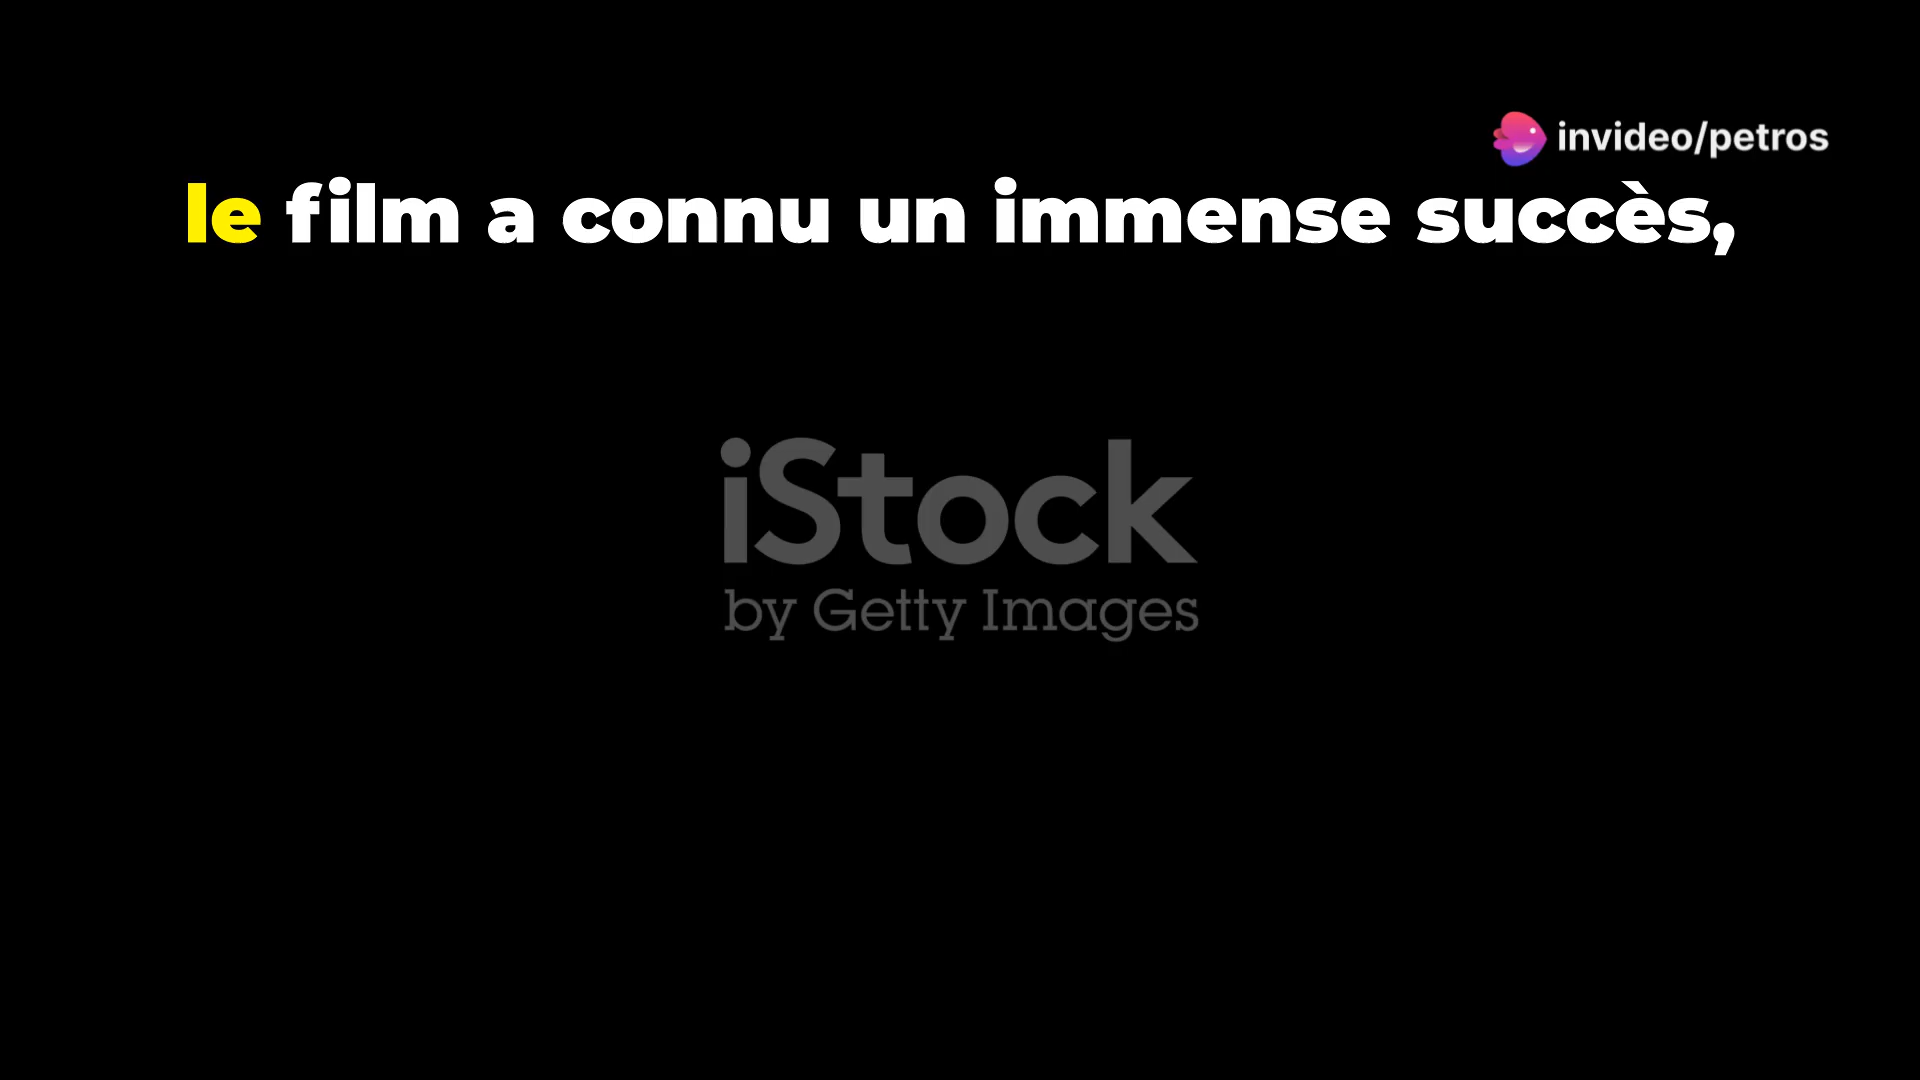 invideo/petros
le film a connu un immense succès,
iStock
by Getty Images